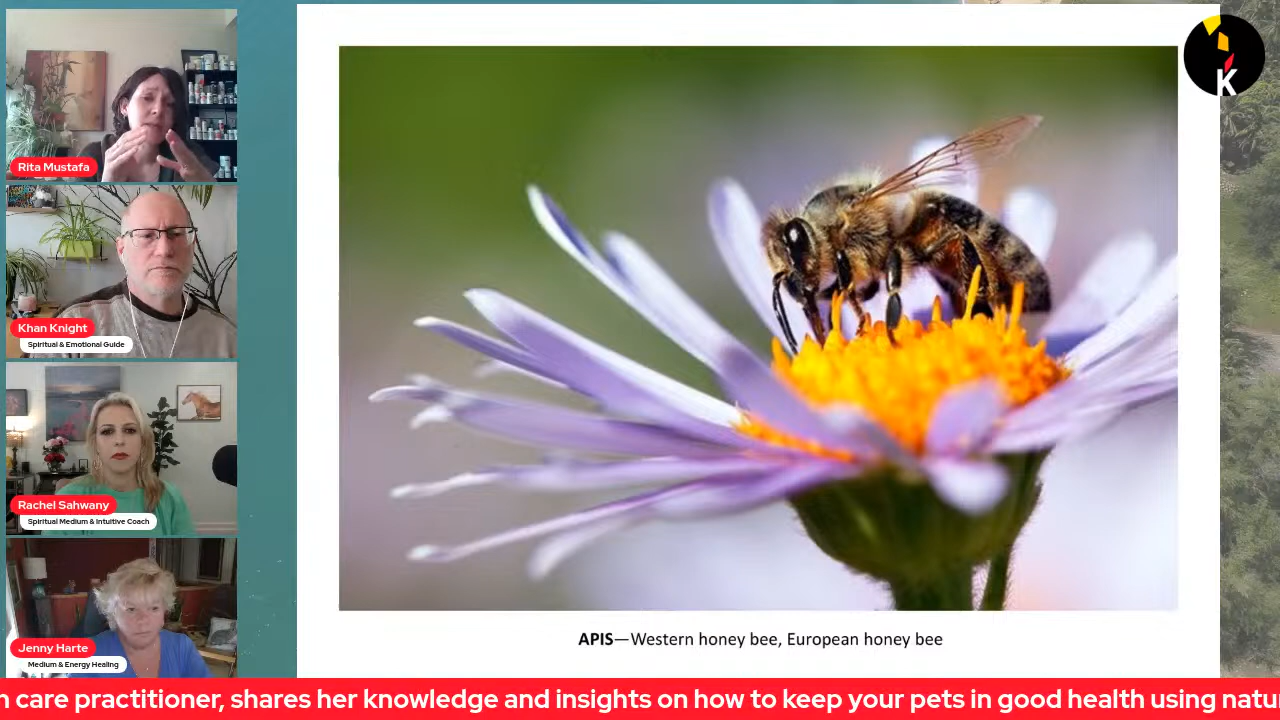 Rita Mustafa
Khan Knight
Spiritual & Emotional Guide
Rachel Sahwany
Spiritual Medium & Intuitive Coach
Jenny Harte
Medium & Energy Healing
K
APIS—Western honey bee, European honey bee
care practitioner, shares her knowledge and insights on how to keep your pets in good health using